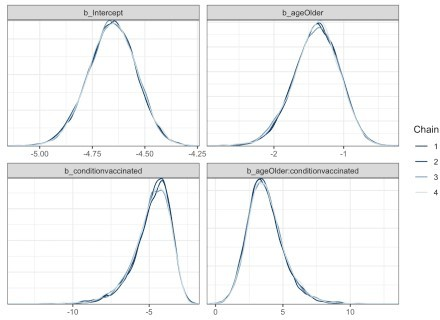 b_Intercept
b_ageOlder
-5.00 -4.75 -4.50 -4.25
-2 -1
b_conditionvaccinated
b_ageOlder:conditionvaccinated
-10 -5
0 5 10
Chain
1
2
3
4